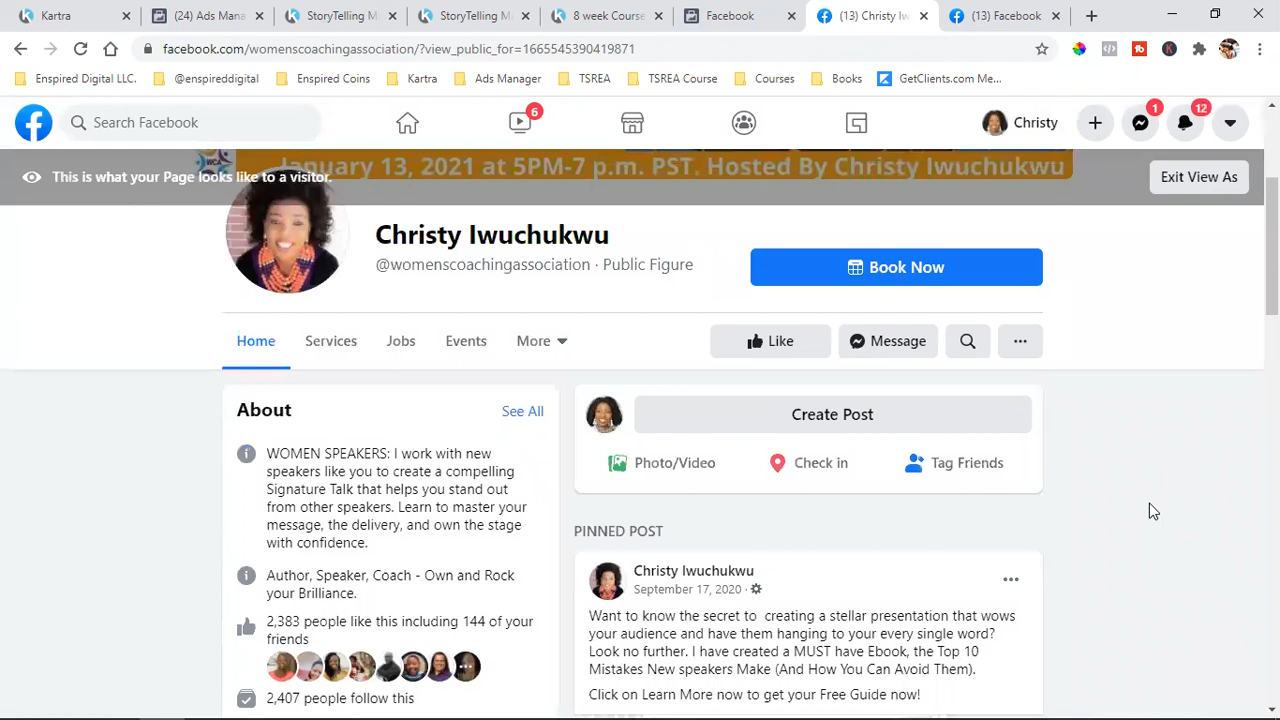 Kartra
(24) Ads Mana
StoryTelling M
StoryTelling M
8 week Course
Facebook
(13) Christy Iw
(13) Facebook
facebook.com/womenscoachingassociation/?view_public_for=1665545390419871
Enspired Digital LLC.
@enspireddigital
Enspired Coins
Kartra
Ads Manager
TSREA
TSREA Course
Courses
Books
GetClients.com Me...
Search Facebook
6
Christy
1
12
WCA
January 13, 2021 at 5PM-7 p.m. PST. Hosted By Christy Iwuchukwu
This is what your Page looks like to a visitor.
Exit View As
Christy Iwuchukwu
@womenscoachingassociation · Public Figure
Book Now
Home
Services
Jobs
Events
More
Like
Message
About
See All
WOMEN SPEAKERS: I work with new
speakers like you to create a compelling
Signature Talk that helps you stand out
from other speakers. Learn to master your
message, the delivery, and own the stage
with confidence.
Author, Speaker, Coach - Own and Rock
your Brilliance.
2,383 people like this including 144 of your
friends
2,407 people follow this
Create Post
Photo/Video
Check in
Tag Friends
PINNED POST
Christy Iwuchukwu
September 17, 2020 ·
Want to know the secret to creating a stellar presentation that wows
your audience and have them hanging to your every single word?
Look no further. I have created a MUST have Ebook, the Top 10
Mistakes New speakers Make (And How You Can Avoid Them).
Click on Learn More now to get your Free Guide now!